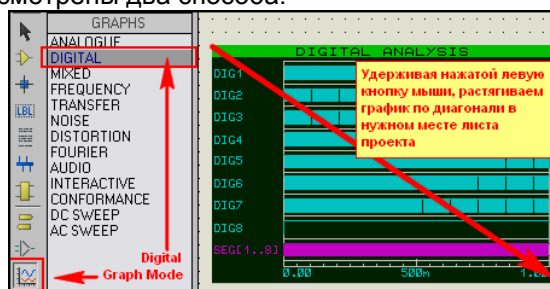 смотрены два способа.
GRAPHS
ANALOGUE
DIGITAL
MIXED
FREQUENCY
TRANSFER
NOISE
DISTORTION
FOURIER
AUDIO
INTERACTIVE
CONFORMANCE
DC SWEEP
AC SWEEP
LBL
Digital
Graph Mode
DIGITAL ANALYSIS
DIG1
DIG2
DIG3
DIG4
DIG5
DIG6
DIG7
DIG8
SEG[1..8]
0.00 500m 1.00
Удерживая нажатой левую
кнопку мыши, растягиваем
график по диагонали в
нужном месте листа
проекта